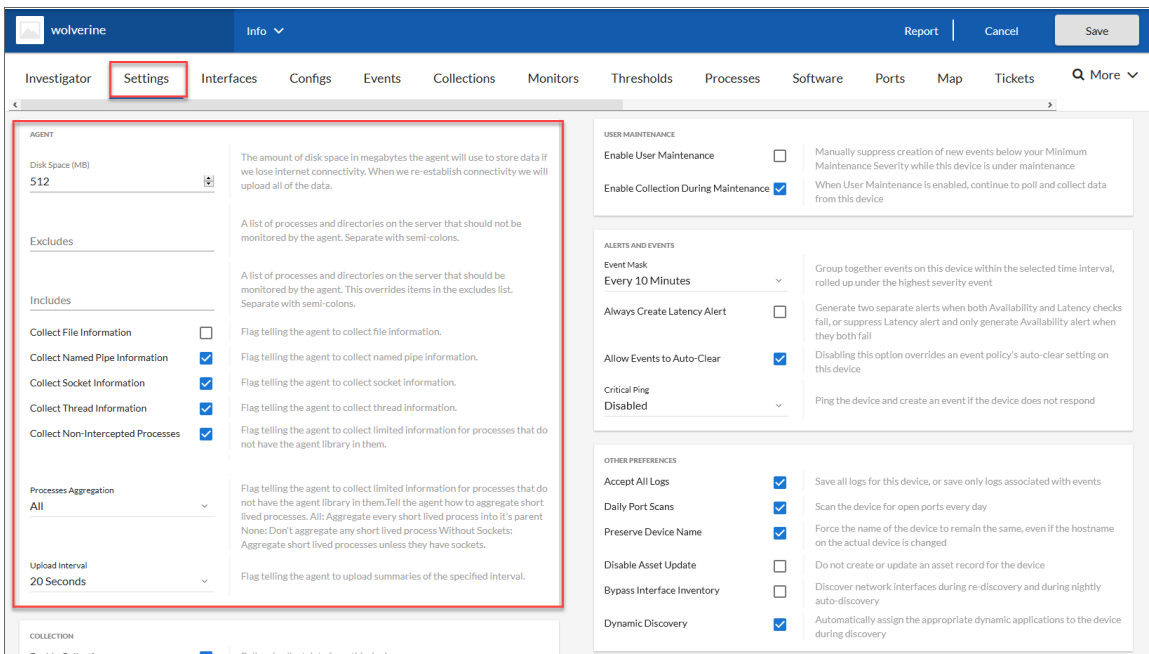 wolverine
Info
Report
Cancel
Save
Investigator
Settings
Interfaces
Configs
Events
Collections
Monitors
Thresholds
Processes
Software
Ports
Map
Tickets
More
AGENT
Disk Space (MB)
512
The amount of disk space in megabytes the agent will use to store data if
we lose internet connectivity. When we re-establish connectivity we will
upload all of the data.
Excludes
A list of processes and directories on the server that should not be
monitored by the agent. Separate with semi-colons.
Includes
A list of processes and directories on the server that should be
monitored by the agent. This overrides items in the excludes list.
Separate with semi-colons.
Collect File Information
Flag telling the agent to collect file information.
Collect Named Pipe Information
Flag telling the agent to collect named pipe information.
Collect Socket Information
Flag telling the agent to collect socket information.
Collect Thread Information
Flag telling the agent to collect thread information.
Collect Non-Intercepted Processes
Flag telling the agent to collect limited information for processes that do
not have the agent library in them.
Processes Aggregation
All
Flag telling the agent to collect limited information for processes that do
not have the agent library in them.Tell the agent how to aggregate short
lived processes. All: Aggregate every short lived process into it's parent
None: Don't aggregate any short lived process Without Sockets:
Aggregate short lived processes unless they have sockets.
Upload Interval
20 Seconds
Flag telling the agent to upload summaries of the specified interval.
COLLECTION
USER MAINTENANCE
Enable User Maintenance
Manually suppress creation of new events below your Minimum
Maintenance Severity while this device is under maintenance
Enable Collection During Maintenance
When User Maintenance is enabled, continue to poll and collect data
from this device
ALERTS AND EVENTS
Event Mask
Every 10 Minutes
Group together events on this device within the selected time interval,
rolled up under the highest severity event
Always Create Latency Alert
Generate two separate alerts when both Availability and Latency checks
fail, or suppress Latency alert and only generate Availability alert when
they both fail
Allow Events to Auto-Clear
Disabling this option overrides an event policy's auto-clear setting on
this device
Critical Ping
Disabled
Ping the device and create an event if the device does not respond
OTHER PREFERENCES
Accept All Logs
Save all logs for this device, or save only logs associated with events
Daily Port Scans
Scan the device for open ports every day
Preserve Device Name
Force the name of the device to remain the same, even if the hostname
on the actual device is changed
Disable Asset Update
Do not create or update an asset record for the device
Bypass Interface Inventory
Discover network interfaces during re-discovery and during nightly
auto-discovery
Dynamic Discovery
Automatically assign the appropriate dynamic applications to the device
during discovery